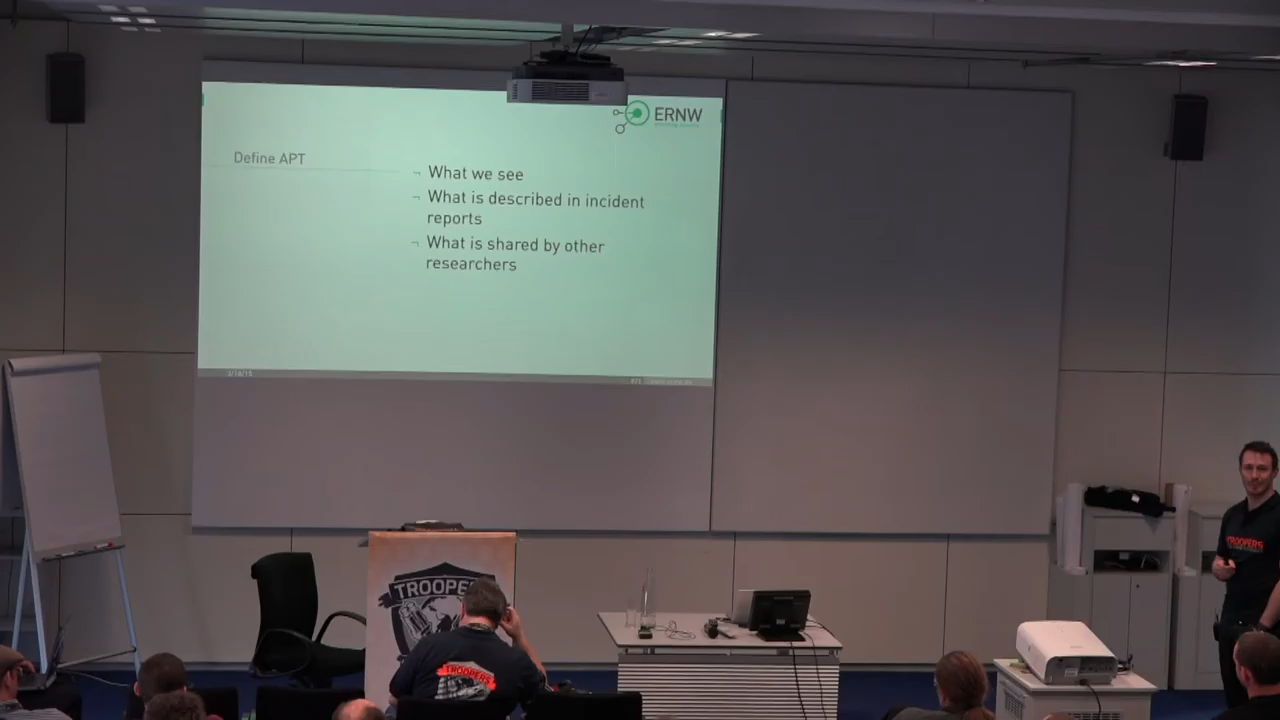 ERNW
Define APT
¬ What we see
¬ What is described in incident
reports
¬ What is shared by other
researchers
TROOPERS
TROOPERS